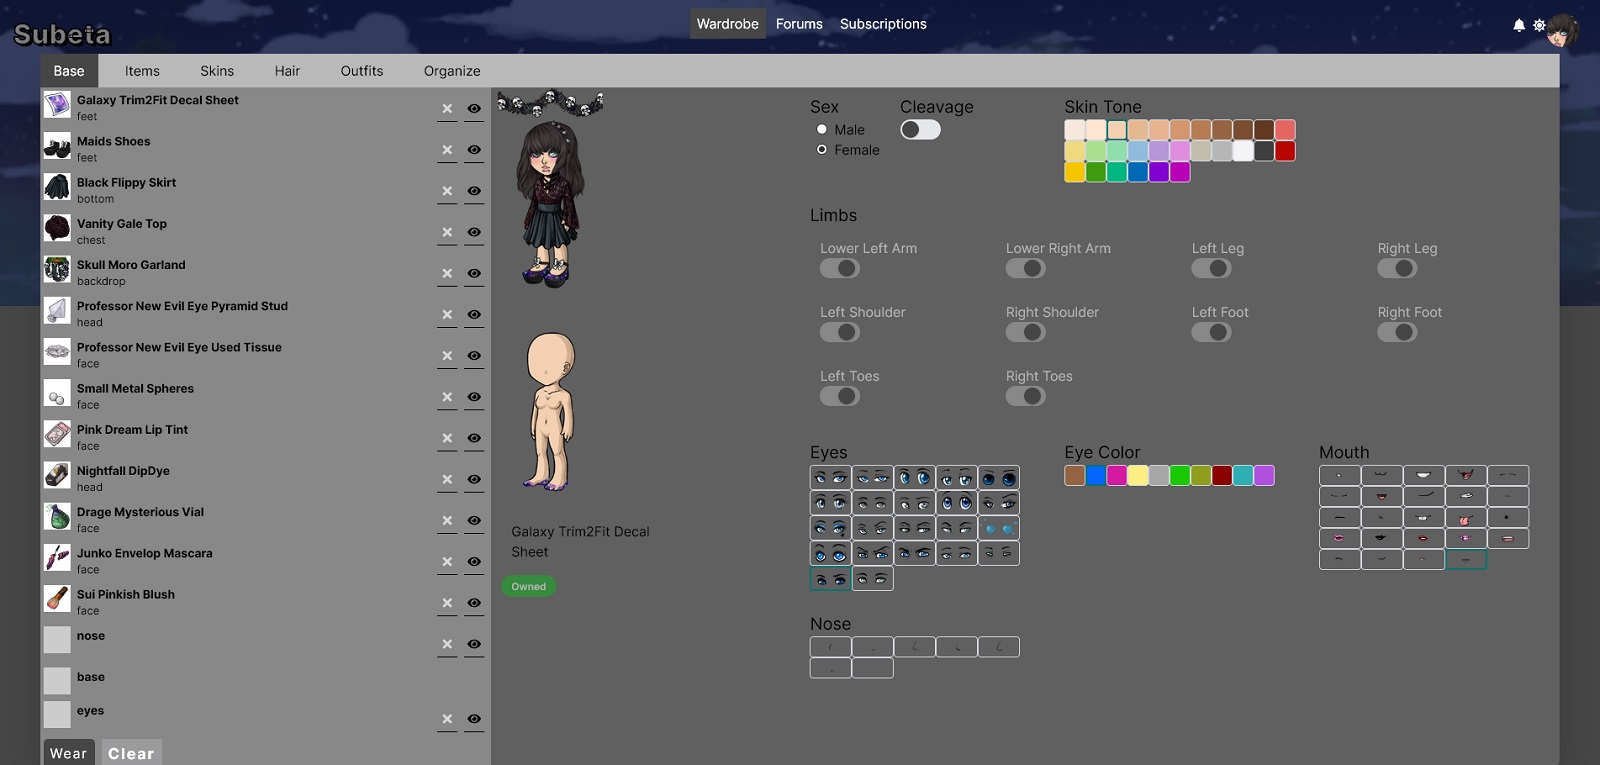 Subeta
Wardrobe Forums Subscriptions
Base Items Skins Hair Outfits Organize
Galaxy Trim2Fit Decal Sheet
feet
Maids Shoes
feet
Black Flippy Skirt
bottom
Vanity Gale Top
chest
Skull Moro Garland
backdrop
Professor New Evil Eye Pyramid Stud
head
Professor New Evil Eye Used Tissue
face
Small Metal Spheres
face
Pink Dream Lip Tint
face
Nightfall DipDye
head
Drage Mysterious Vial
face
Junko Envelop Mascara
face
Sui Pinkish Blush
face
nose
base
eyes
Wear Clear
Galaxy Trim2Fit Decal
Sheet
Owned
Sex
Male
Female
Cleavage
Skin Tone
Limbs
Lower Left Arm Lower Right Arm Left Leg Right Leg
Left Shoulder Right Shoulder Left Foot Right Foot
Left Toes Right Toes
Eyes
Eye Color
Mouth
Nose